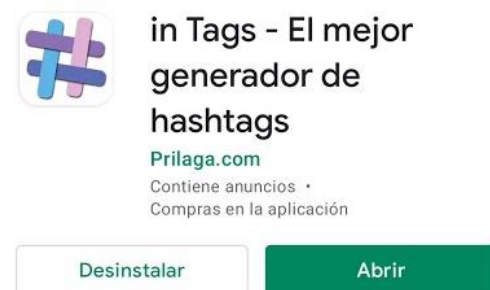 in Tags - El mejor
generador de
hashtags
Prilaga.com
Contiene anuncios •
Compras en la aplicación
Desinstalar
Abrir